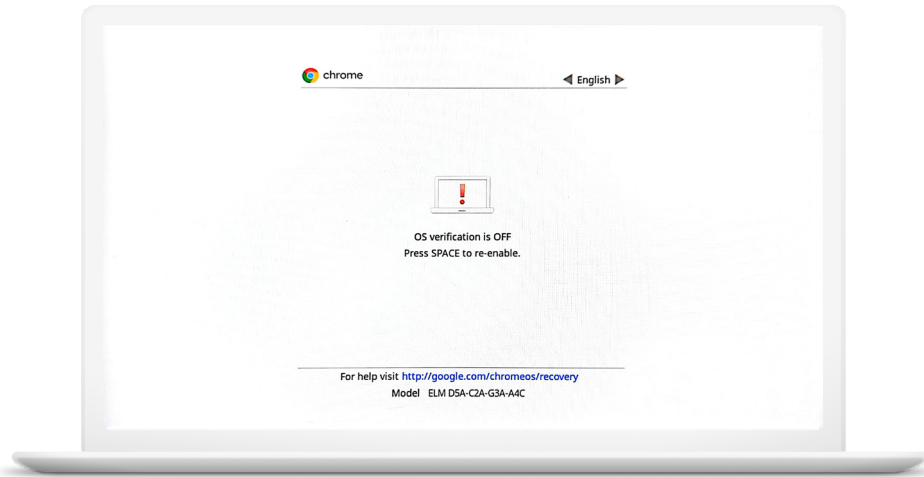 chrome
English
OS verification is OFF
Press SPACE to re-enable.
For help visit http://google.com/chromeos/recovery
Model ELM D5A-C2A-G3A-A4C